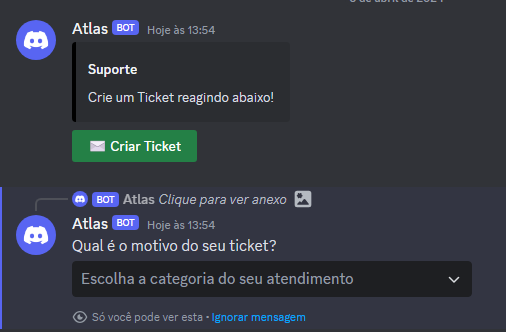 Atlas BOT Hoje às 13:54
Suporte
Crie um Ticket reagindo abaixo!
Criar Ticket
BOT Atlas Clique para ver anexo
Atlas BOT Hoje às 13:54
Qual é o motivo do seu ticket?
Escolha a categoria do seu atendimento
Só você pode ver esta • Ignorar mensagem